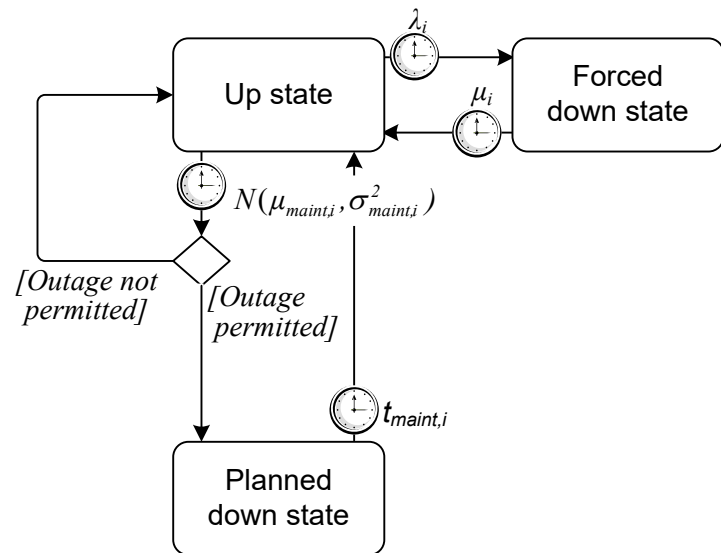 λi
Up state
Forced
down state
μi
N(μmaint,i,σ²maint,i)
[Outage not
permitted]
[Outage
permitted]
tmaint,i
Planned
down state